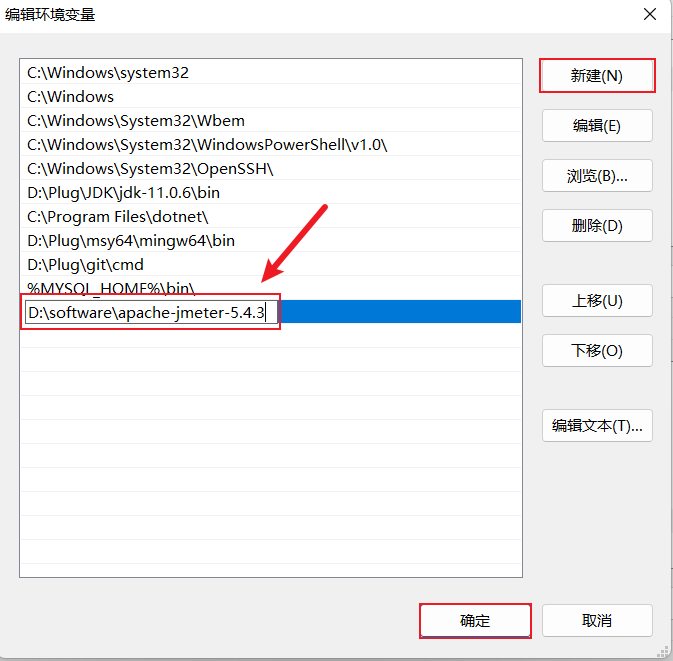 编辑环境变量
C:\Windows\system32
C:\Windows
C:\Windows\System32\Wbem
C:\Windows\System32\WindowsPowerShell\v1.0\
C:\Windows\System32\OpenSSH\
D:\Plug\JDK\jdk-11.0.6\bin
C:\Program Files\dotnet\
D:\Plug\msy64\mingw64\bin
D:\Plug\git\cmd
%MYSQL_HOME%\bin\
D:\software\apache-jmeter-5.4.3
新建(N)
编辑(E)
浏览(B)...
删除(D)
上移(U)
下移(O)
编辑文本(T)...
确定
取消